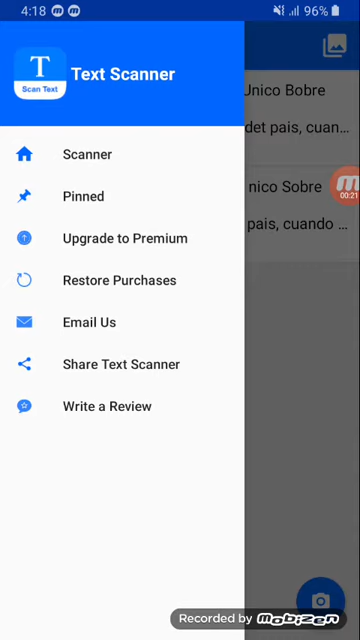 4:18 96%
T
Scan Text
Text Scanner
Unico Bobre
det pais, cuan...
nico Sobre
pais, cuando ...
00:21
Scanner
Pinned
Upgrade to Premium
Restore Purchases
Email Us
Share Text Scanner
Write a Review
Recorded by Mobizen